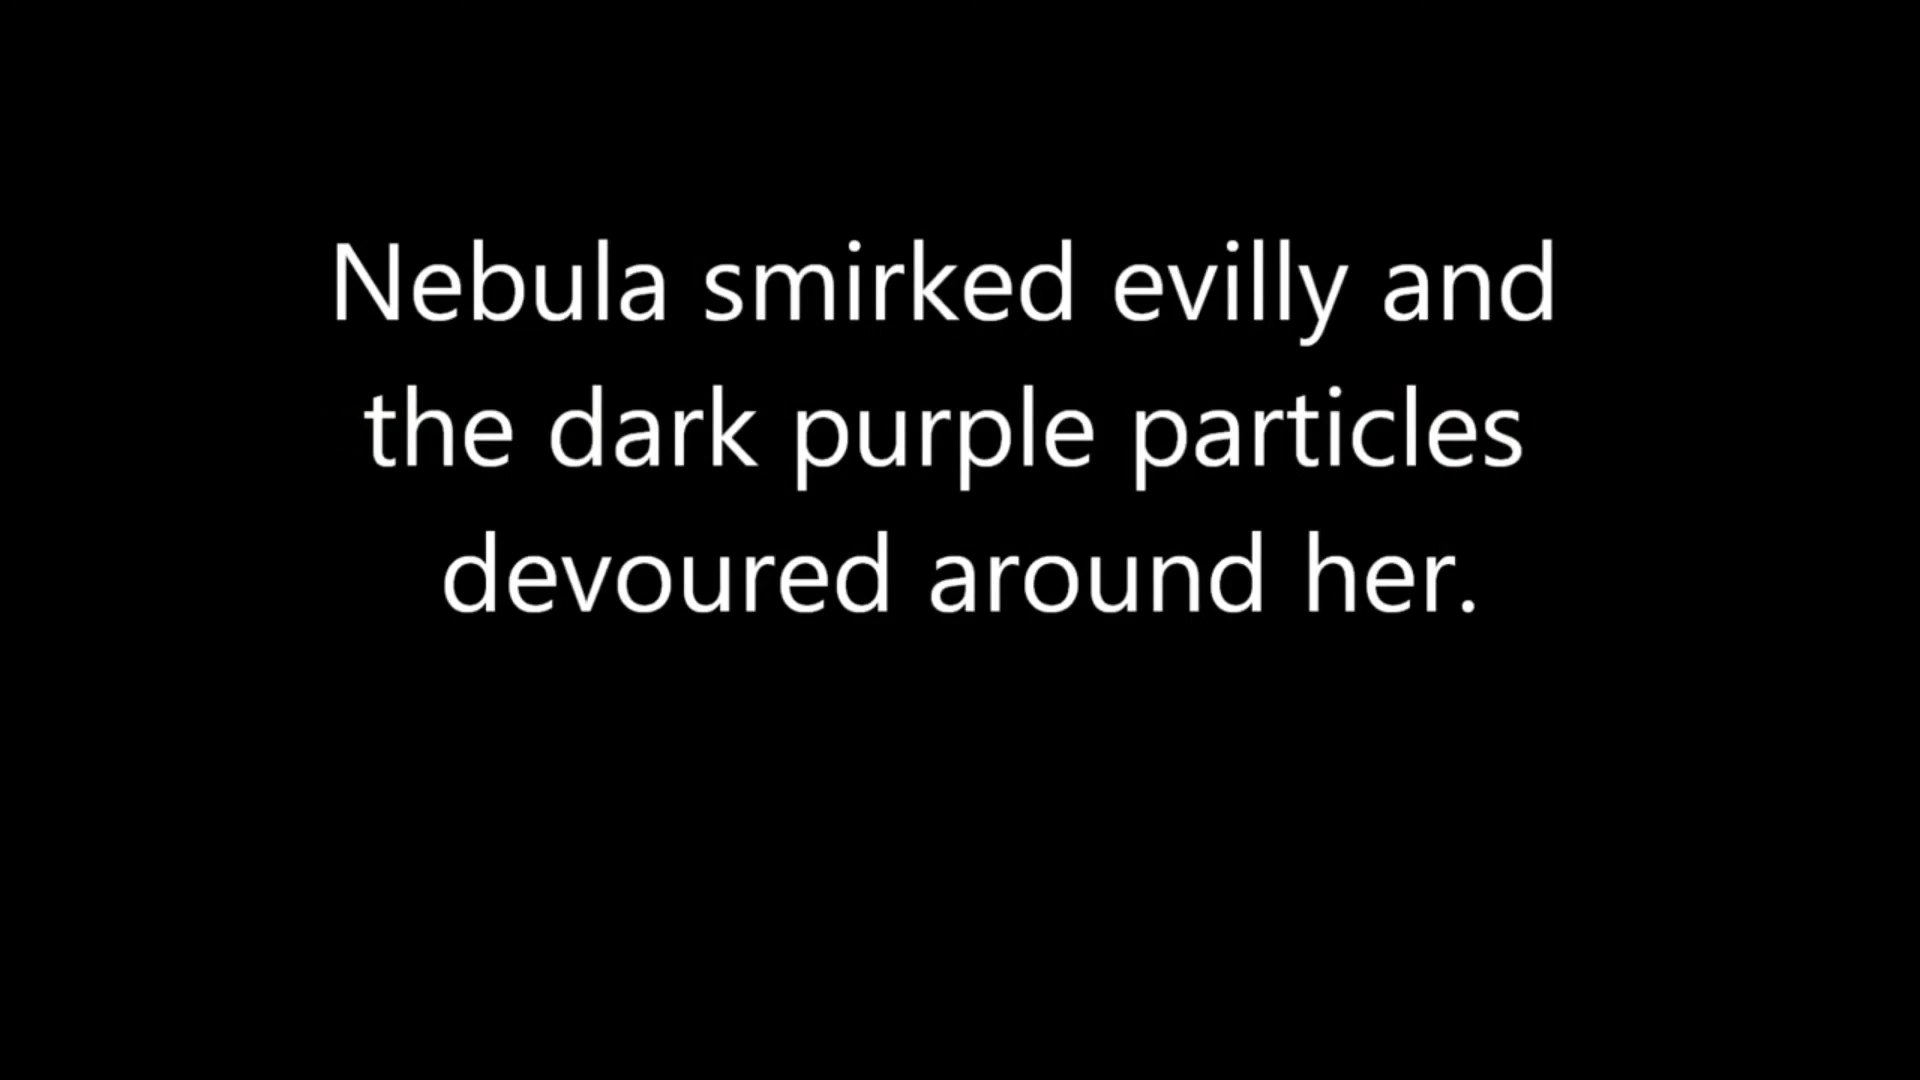 Nebula smirked evilly and
the dark purple particles
devoured around her.